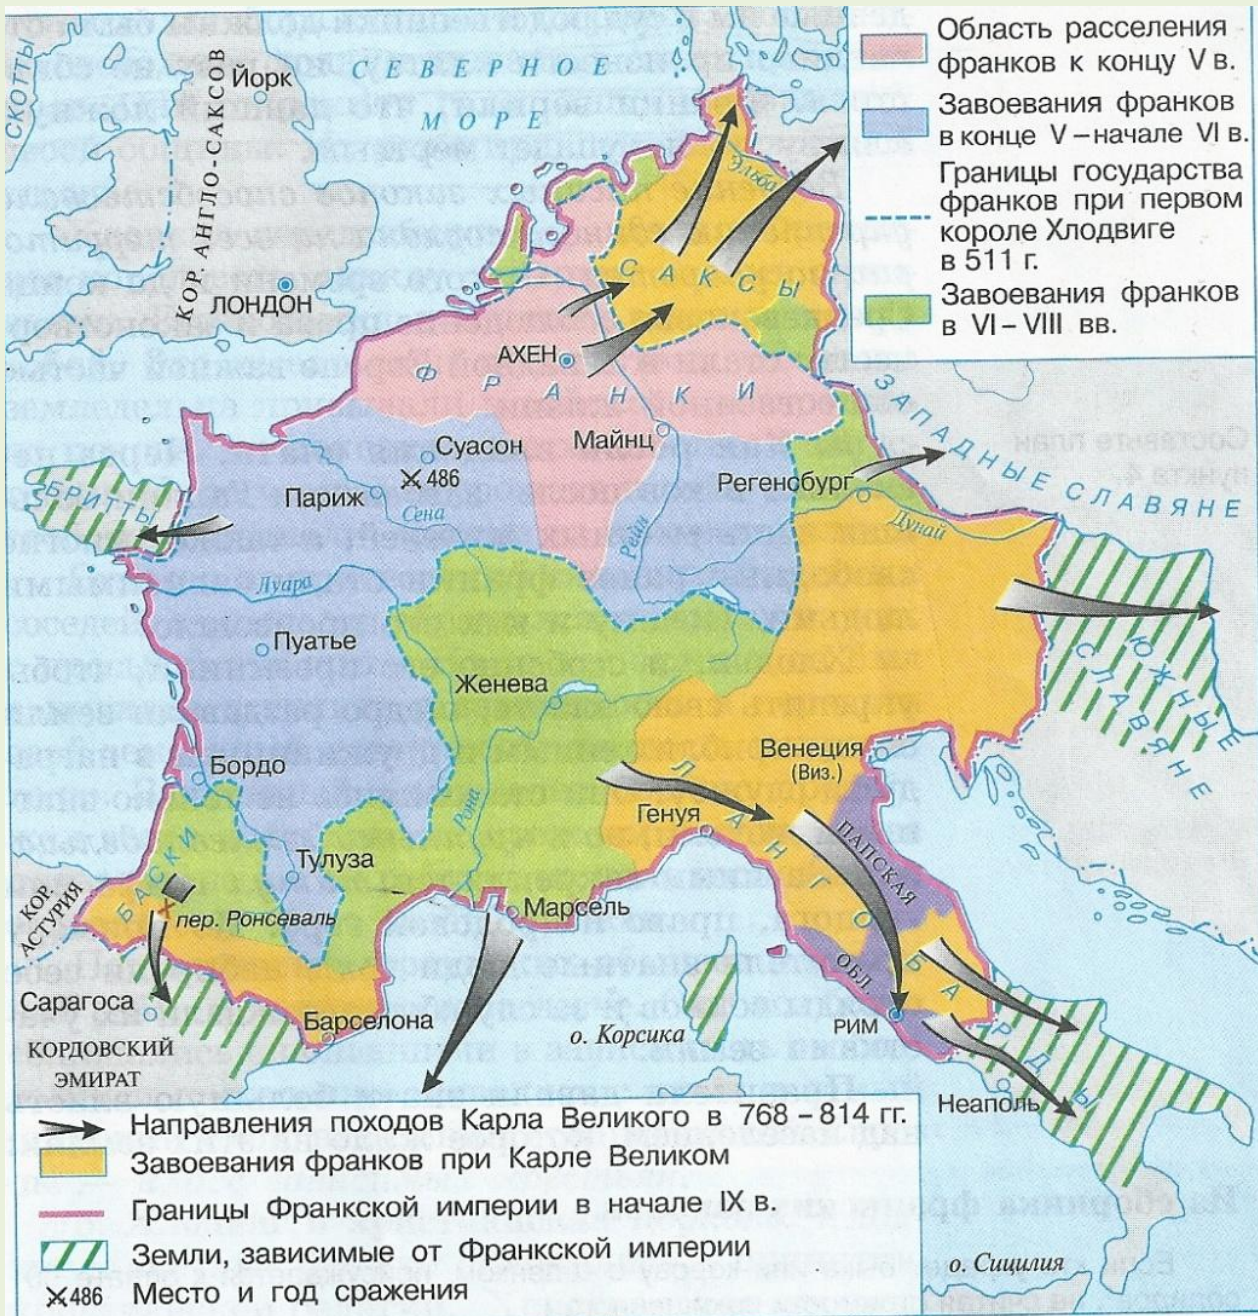 СКОТТЫ
Йорк
КОР АНГЛО-САКСОВ
ЛОНДОН
СЕВЕРНОЕ
МОРЕ
Эльба
САКСЫ
АХЕН
ФРАНКИ
Майнц
Суасон
486
Париж
Сена
Рейн
БРИТТЫ
Регенсбург
Дунай
ЗАПАДНЫЕ СЛАВЯНЕ
Луара
Пуатье
Женева
ЮЖНЫЕ
СЛАВЯНЕ
Венеция
(Виз.)
Бордо
Рона
Генуя
ЛАНГОБАРДЫ
ПАПСКАЯ
ОБЛ.
Тулуза
БАСКИ
КОР.
АСТУРИЯ
пер. Ронсеваль
Марсель
Сарагоса
Барселона
КОРДОВСКИЙ
ЭМИРАТ
о. Корсика
РИМ
Неаполь
о. Сицилия
Область расселения
франков к концу V в.
Завоевания франков
в конце V – начале VI в.
Границы государства
франков при первом
короле Хлодвиге
в 511 г.
Завоевания франков
в VI – VIII вв.
Составьте план
пункта 4
Направления походов Карла Великого в 768 – 814 гг.
Завоевания франков при Карле Великом
Границы Франкской империи в начале IX в.
Земли, зависимые от Франкской империи
486 Место и год сражения